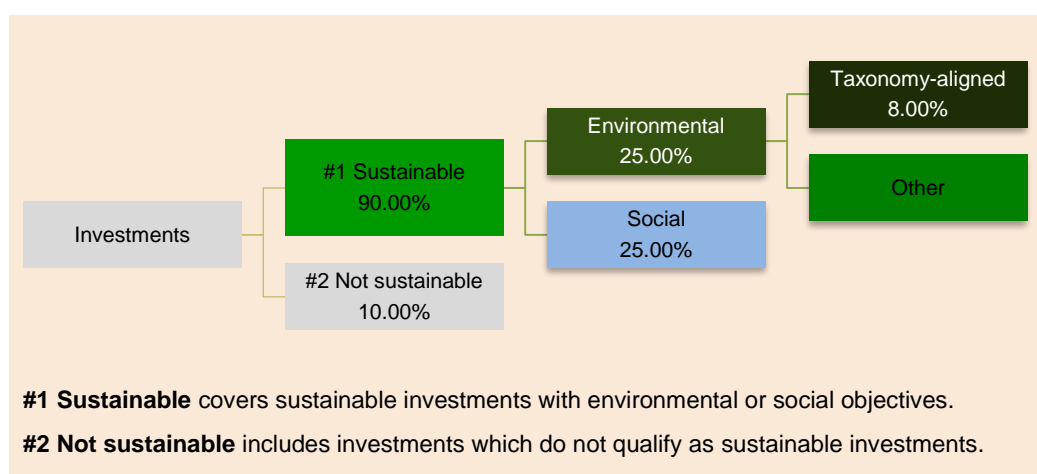 Taxonomy-aligned
8.00%
Environmental
25.00%
#1 Sustainable
90.00%
Other
Social
25.00%
Investments
#2 Not sustainable
10.00%
#1 Sustainable covers sustainable investments with environmental or social objectives.
#2 Not sustainable includes investments which do not qualify as sustainable investments.